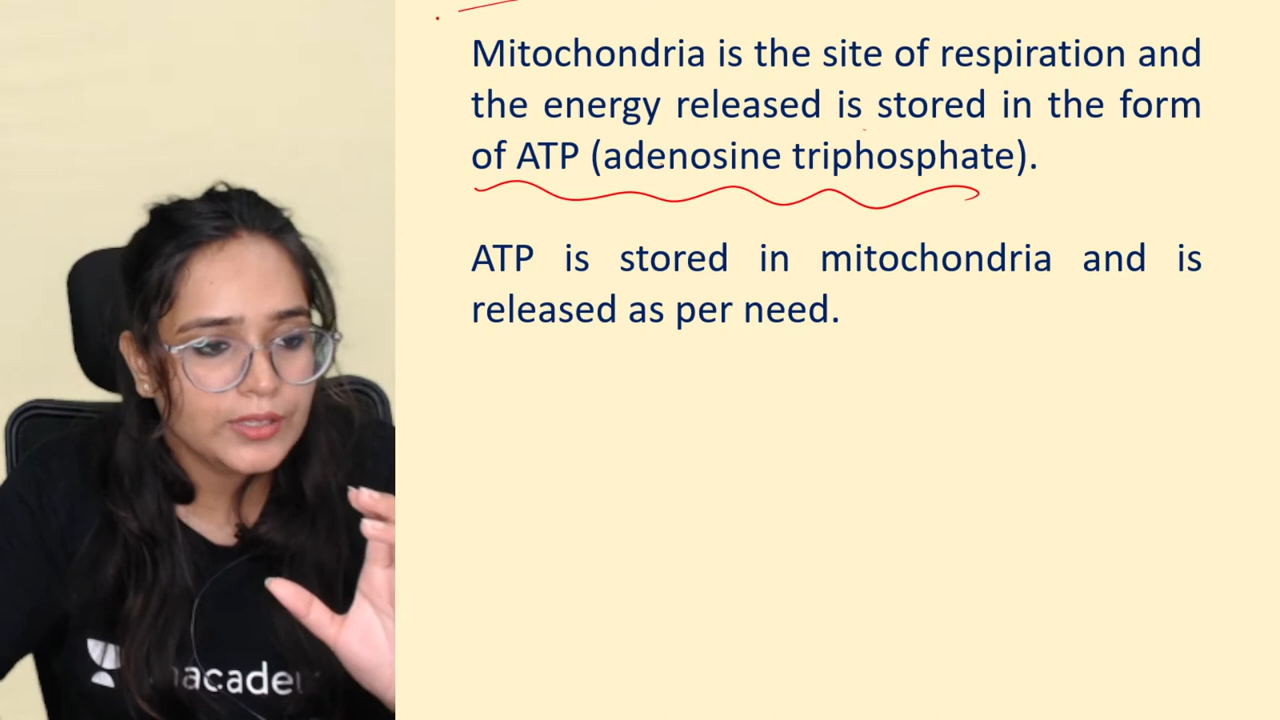 Mitochondria is the site of respiration and
the energy released is stored in the form
of ATP (adenosine triphosphate).
ATP is stored in mitochondria and is
released as per need.